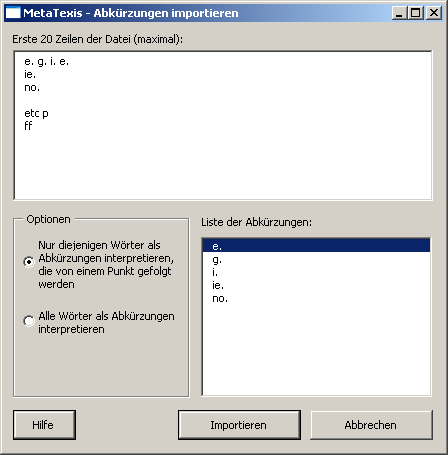 MetaTexis - Abkürzungen importieren
Erste 20 Zeilen der Datei (maximal):
e. g. i. e.
ie.
no.
etc p
ff
Optionen
Nur diejenigen Wörter als
Abkürzungen interpretieren,
die von einem Punkt gefolgt
werden
Alle Wörter als Abkürzungen
interpretieren
Liste der Abkürzungen:
e.
g.
i.
ie.
no.
Hilfe
Importieren
Abbrechen